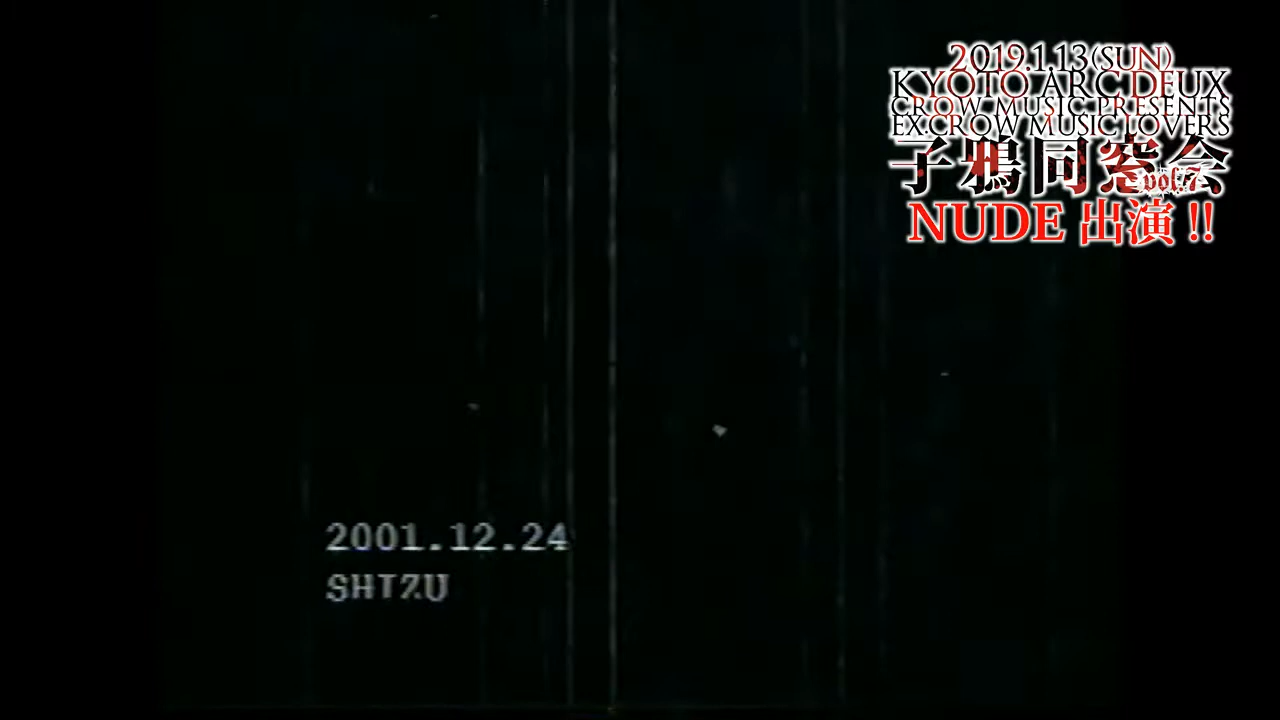 2019.1.13(SUN)
KYOTO ARC DEUX
CROW MUSIC PRESENTS
EX.CROW MUSIC LOVERS
子鴉同窓会
vol.7
NUDE 出演 !!
2001.12.24
SHIZU